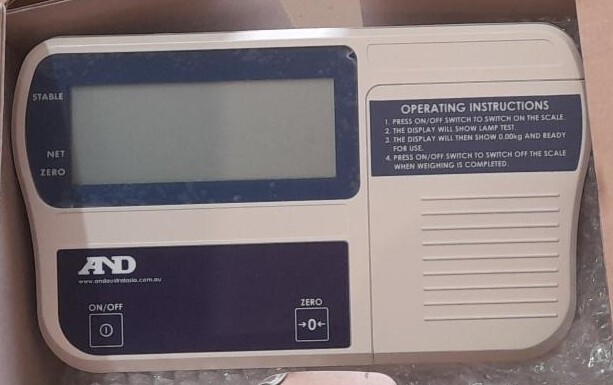 STABLE
NET
ZERO
OPERATING INSTRUCTIONS
1. PRESS ON/OFF SWITCH TO SWITCH ON THE SCALE.
2. THE DISPLAY WILL SHOW LAMP TEST.
3. THE DISPLAY WILL THEN SHOW 0.00kg AND READY
FOR USE.
4. PRESS ON/OFF SWITCH TO SWITCH OFF THE SCALE
WHEN WEIGHING IS COMPLETED.
AND
www.andaustralasia.com.au
ON/OFF
ZERO
→0←